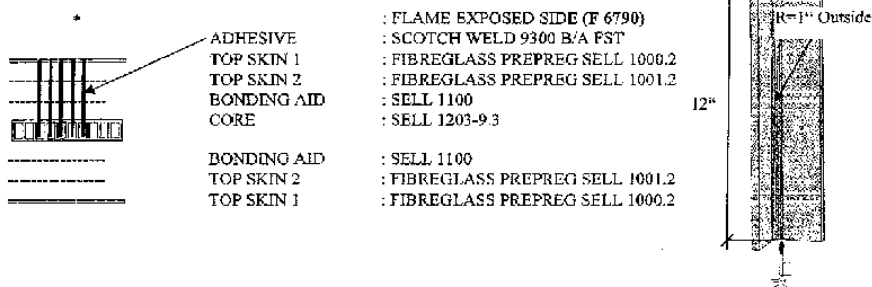 * : FLAME EXPOSED SIDE (F 6790)
ADHESIVE : SCOTCH WELD 9300 B/A FST
TOP SKIN 1 : FIBREGLASS PREPREG SELL 1000.2
TOP SKIN 2 : FIBREGLASS PREPREG SELL 1001.2
BONDING AID : SELL 1100
CORE : SELL 1203-9.3
BONDING AID : SELL 1100
TOP SKIN 2 : FIBREGLASS PREPREG SELL 1001.2
TOP SKIN 1 : FIBREGLASS PREPREG SELL 1000.2
R=1" Outside
12"